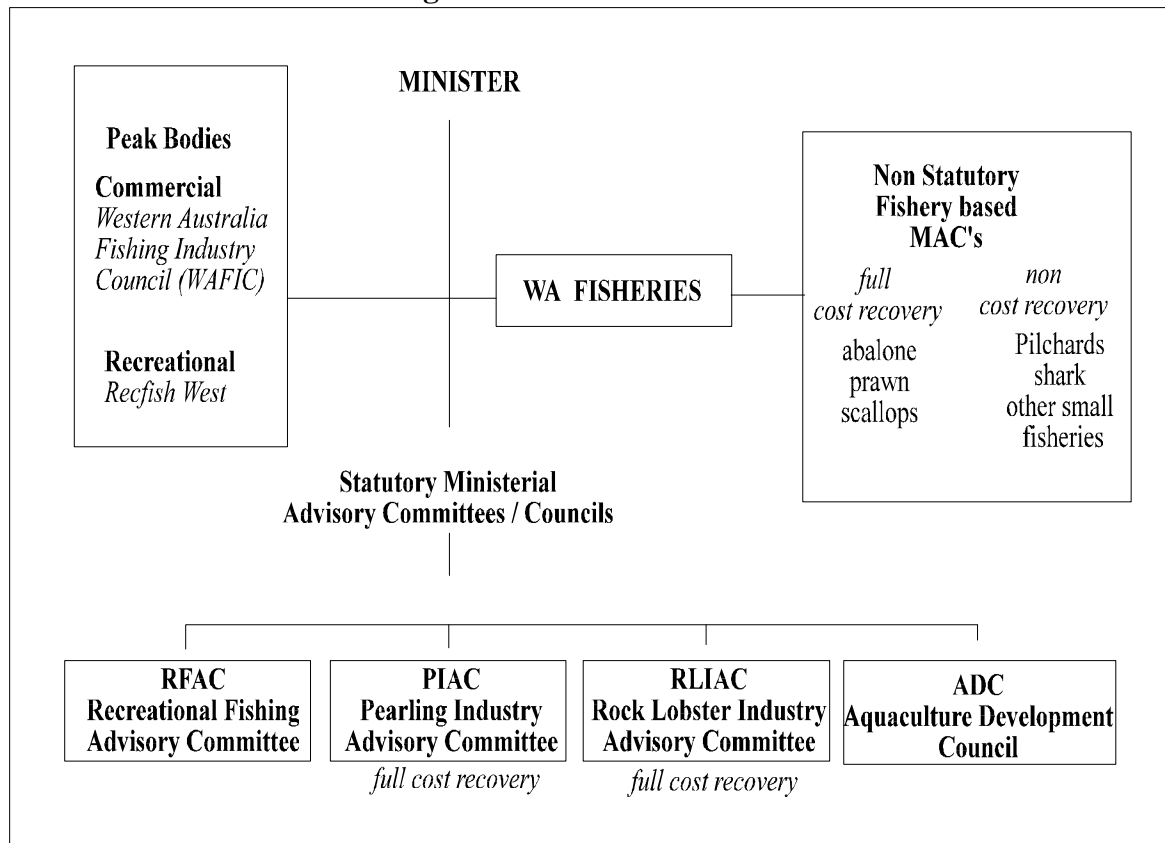 MINISTER
Peak Bodies
Commercial
Western Australia
Fishing Industry
Council (WAFIC)
Recreational
Recfish West
WA FISHERIES
Non Statutory
Fishery based
MAC's
full
cost recovery
abalone
prawn
scallops
non
cost recovery
Pilchards
shark
other small
fisheries
Statutory Ministerial
Advisory Committees / Councils
RFAC
Recreational Fishing
Advisory Committee
PIAC
Pearling Industry
Advisory Committee
full cost recovery
RLIAC
Rock Lobster Industry
Advisory Committee
full cost recovery
ADC
Aquaculture Development
Council